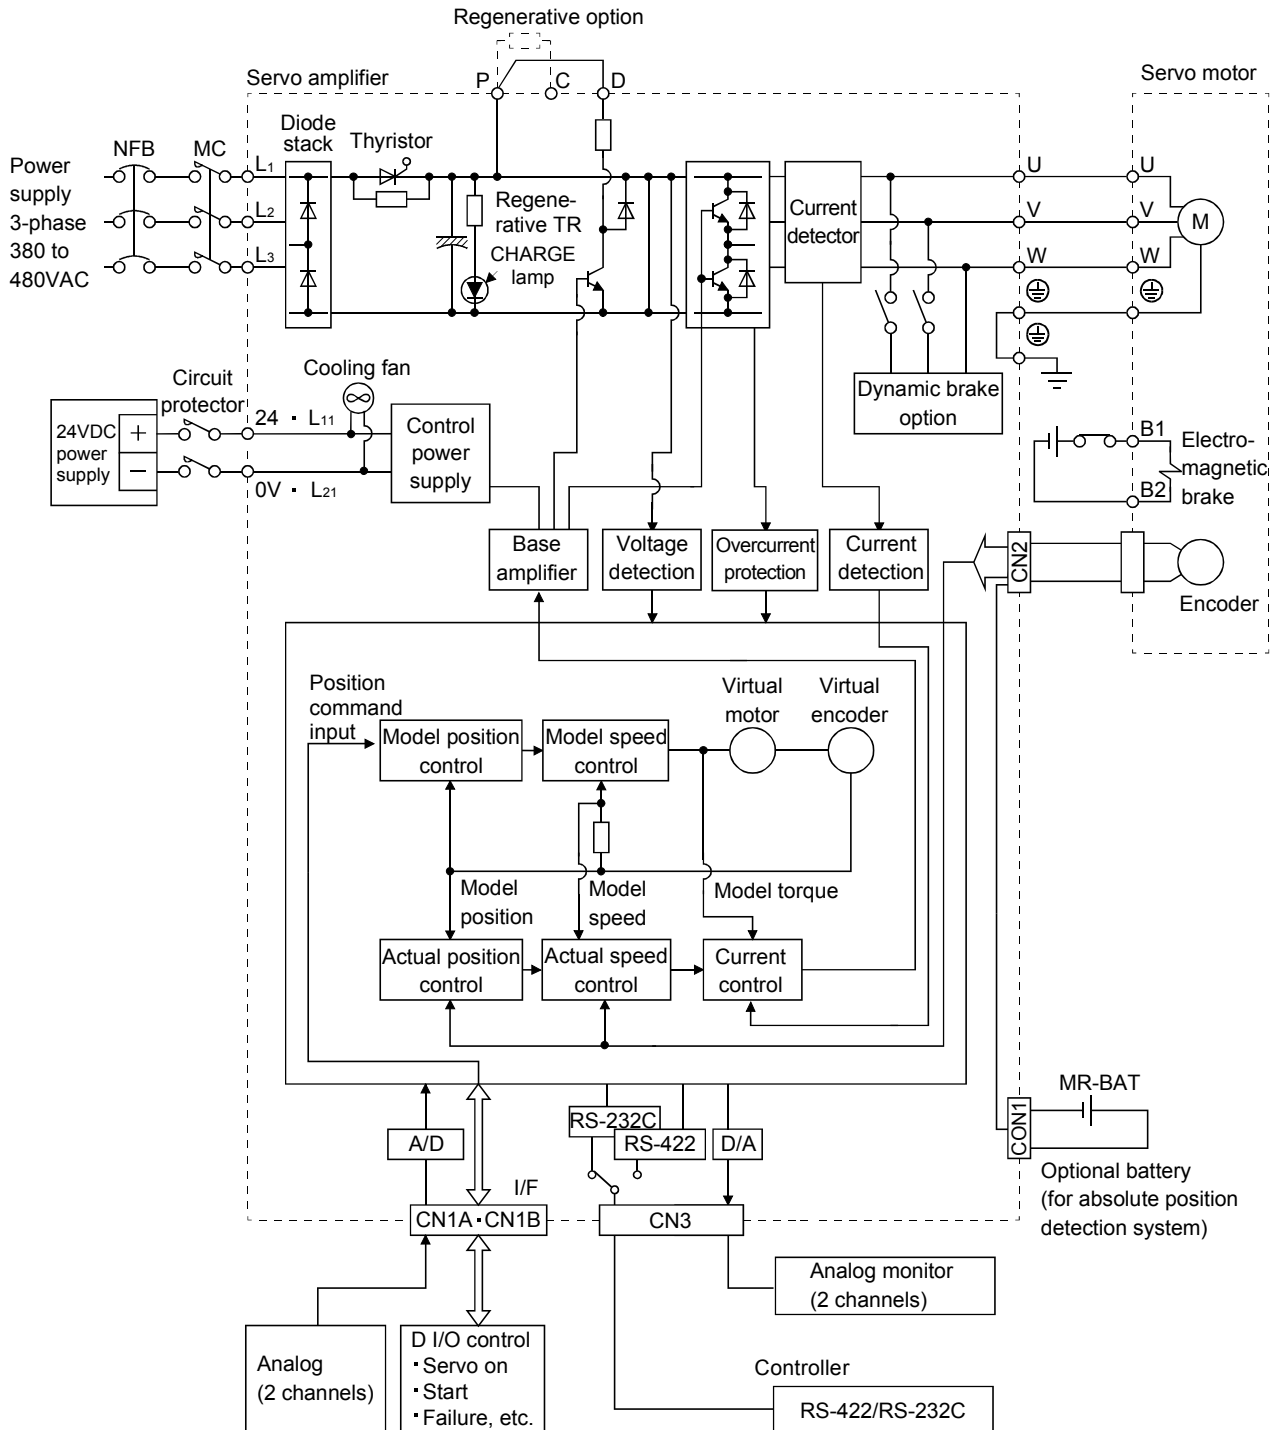 Regenerative option
Servo amplifier
P
C
D
Servo motor
Diode
stack
Thyristor
NFB
MC
Power
supply
3-phase
380 to
480VAC
L1
L2
L3
Regene-
rative TR
CHARGE
lamp
Current
detector
U
V
W
U
V
W
M
Dynamic brake
option
Cooling fan
Circuit
protector
24VDC
power
supply
+
−
24 · L11
0V · L21
Control
power
supply
B1
B2
Electro-
magnetic
brake
Base
amplifier
Voltage
detection
Overcurrent
protection
Current
detection
CN2
Encoder
Position
command
input
Model position
control
Model speed
control
Virtual
motor
Virtual
encoder
Model
position
Model
speed
Model torque
Actual position
control
Actual speed
control
Current
control
A/D
RS-232C
RS-422
D/A
I/F
CN1A · CN1B
CN3
CON1
MR-BAT
Optional battery
(for absolute position
detection system)
Analog monitor
(2 channels)
Analog
(2 channels)
D I/O control
· Servo on
· Start
· Failure, etc.
Controller
RS-422/RS-232C